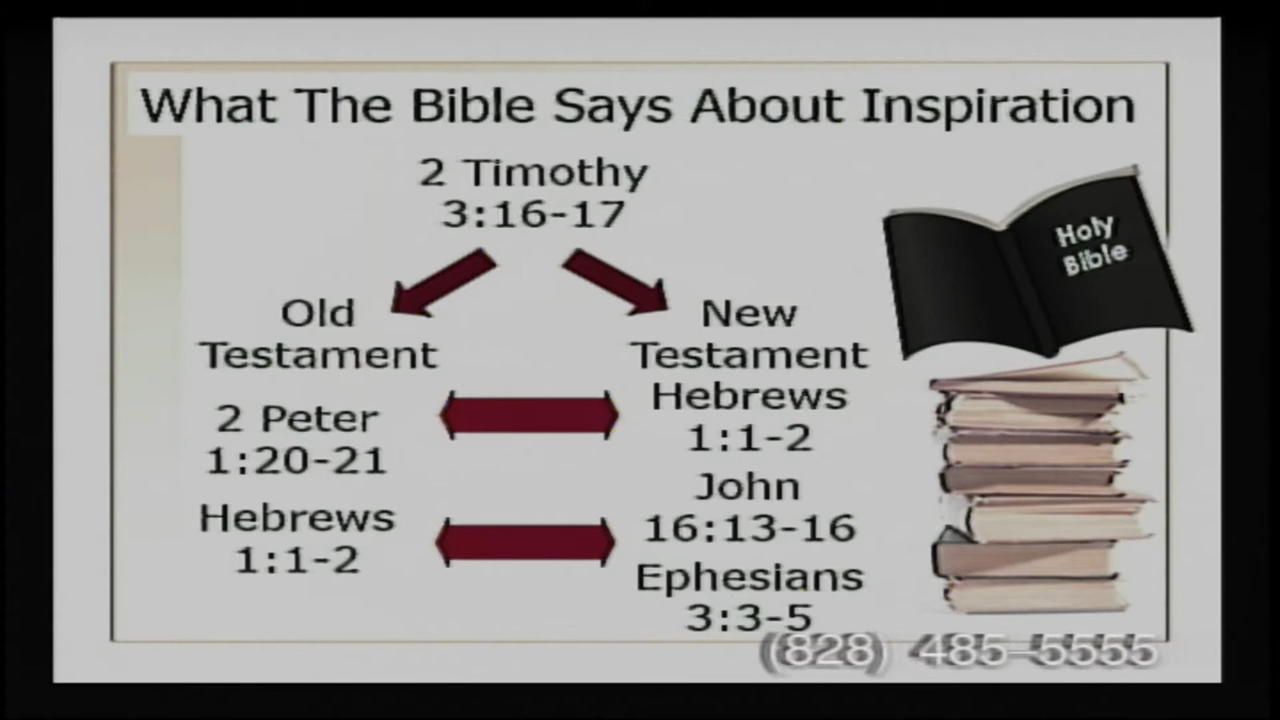 What The Bible Says About Inspiration
2 Timothy
3:16-17
Old
Testament
2 Peter
1:20-21
Hebrews
1:1-2
New
Testament
Hebrews
1:1-2
John
16:13-16
Ephesians
3:3-5
Holy
Bible
(828) 485-5555